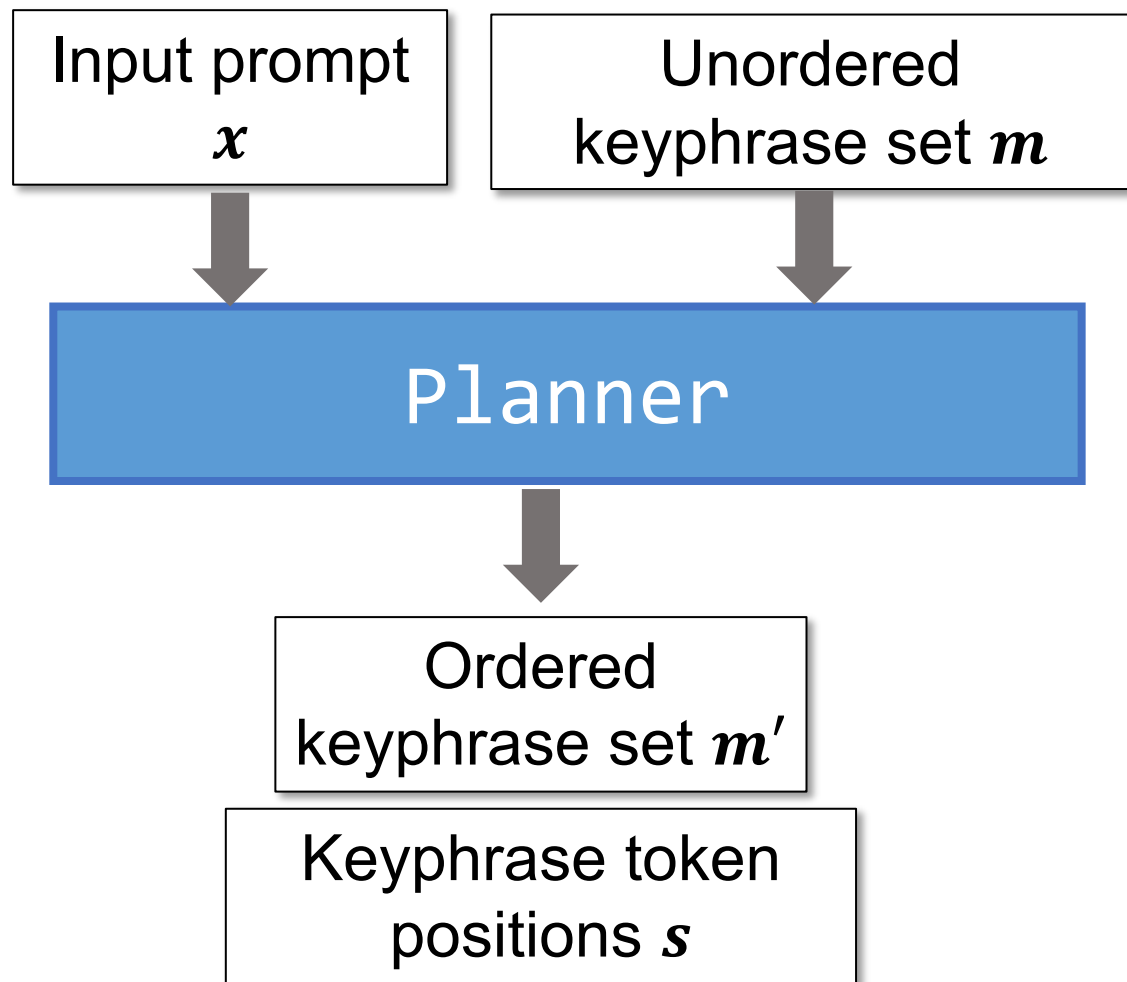 Input prompt
x
Unordered
keyphrase set m
Planner
Ordered
keyphrase set m′
Keyphrase token
positions s